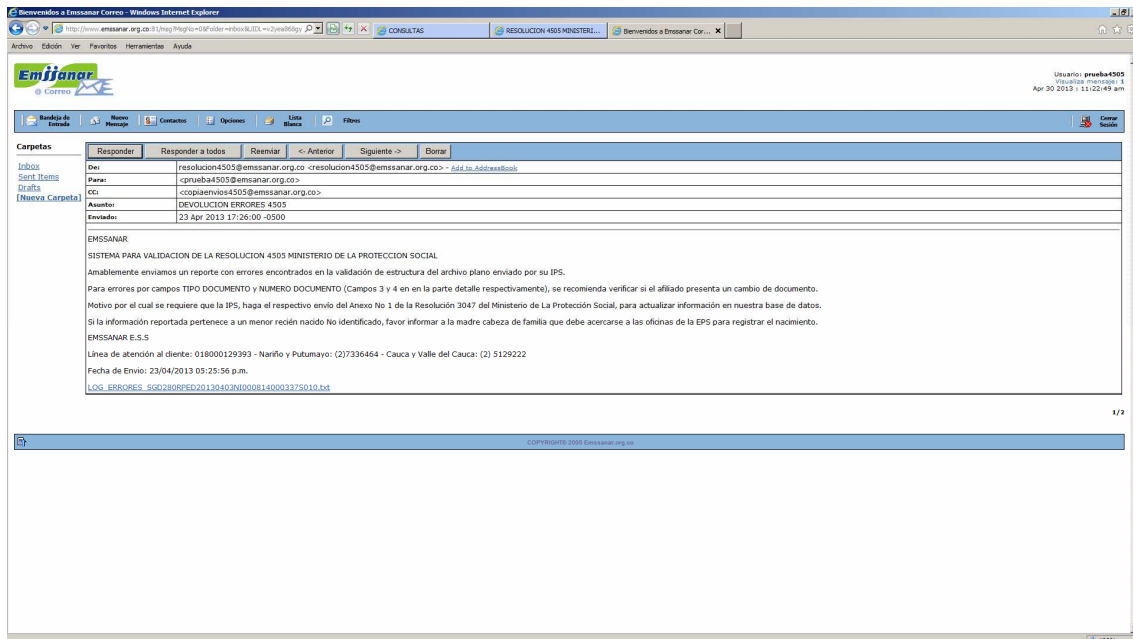 Bienvenidos a Emssanar Correo - Windows Internet Explorer
CONSULTAS
RESOLUCION 4505 MINISTERI...
Bienvenidos a Emssanar Cor...
Archivo Edición Ver Favoritos Herramientas Ayuda
Emssanar
@ Correo
Usuario: prueba4505
Visualiza mensaje: 1
Apr 30 2013 : 11:22:49 am
Bandeja de Entrada
Nuevo Mensaje
Contactos
Opciones
Lista Blanca
Filtros
Cerrar Sesión
Carpetas
Inbox
Sent Items
Drafts
[Nueva Carpeta]
Responder
Responder a todos
Reenviar
<- Anterior
Siguiente ->
Borrar
De: resolucion4505@emssanar.org.co <resolucion4505@emssanar.org.co> - Add to AddressBook
Para: <prueba4505@emssanar.org.co>
CC: <copiaenvios4505@emssanar.org.co>
Asunto: DEVOLUCION ERRORES 4505
Enviado: 23 Apr 2013 17:26:00 -0500
EMSSANAR
SISTEMA PARA VALIDACION DE LA RESOLUCION 4505 MINISTERIO DE LA PROTECCION SOCIAL
Amablemente enviamos un reporte con errores encontrados en la validación de estructura del archivo plano enviado por su IPS.
Para errores por campos TIPO DOCUMENTO y NUMERO DOCUMENTO (Campos 3 y 4 en en la parte detalle respectivamente), se recomienda verificar si el afiliado presenta un cambio de documento.
Motivo por el cual se requiere que la IPS, haga el respectivo envío del Anexo No 1 de la Resolución 3047 del Ministerio de La Protección Social, para actualizar información en nuestra base de datos.
Si la información reportada pertenece a un menor recién nacido No identificado, favor informar a la madre cabeza de familia que debe acercarse a las oficinas de la EPS para registrar el nacimiento.
EMSSANAR E.S.S
Línea de atención al cliente: 018000129393 - Nariño y Putumayo: (2)7336464 - Cauca y Valle del Cauca: (2) 5129222
Fecha de Envio: 23/04/2013 05:25:56 p.m.
LOG_ERRORES_SGD280RPED20130403NI000814000337S010.txt
1/2
COPYRIGHT© 2005 Emssanar.org.co